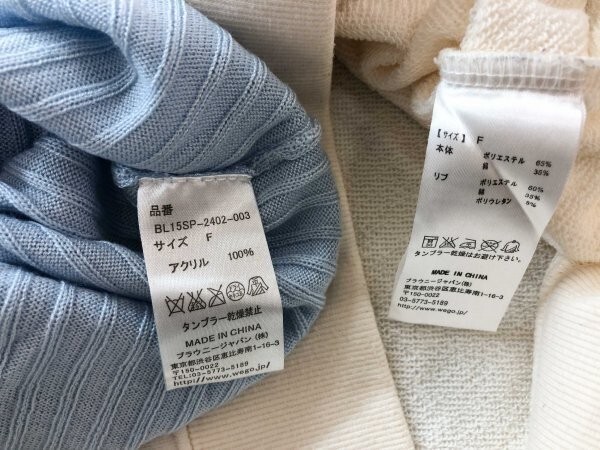 品番
BL15SP-2402-003
サイズ F
アクリル 100%
タンブラー乾燥禁止
MADE IN CHINA
ブラウニージャパン(株)
東京都渋谷区恵比寿南1-16-3
〒150-0022
TEL.03-5773-5189
http://www.wego.jp/
【サイズ】 F
本体 ポリエステル 65%
綿 35%
リブ ポリエステル 60%
綿 35%
ポリウレタン 5%
タンブラー乾燥はお避け下さい。
MADE IN CHINA
ブラウニージャパン(株)
東京都渋谷区恵比寿南1-16-3
〒150-0022
03-5773-5189
http://www.wego.jp/